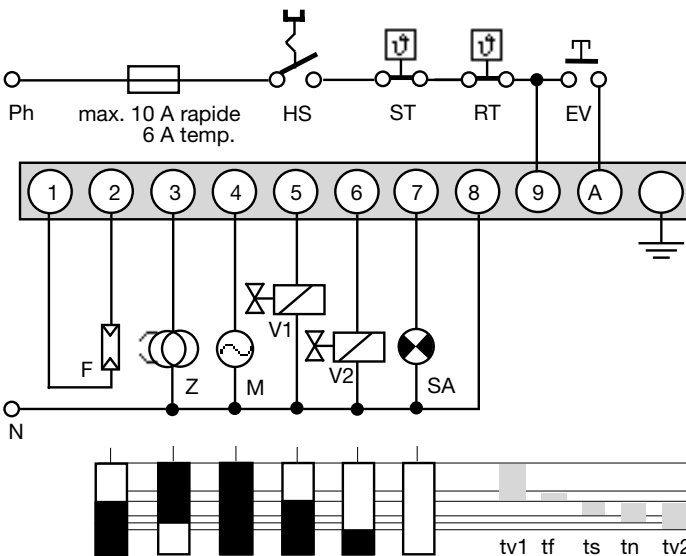 ϑ ϑ
Ph max. 10 A rapide HS ST RT EV
6 A temp.
1 2 3 4 5 6 7 8 9 A
V1
F Z M V2 SA
N
tv1 tf ts tn tv2